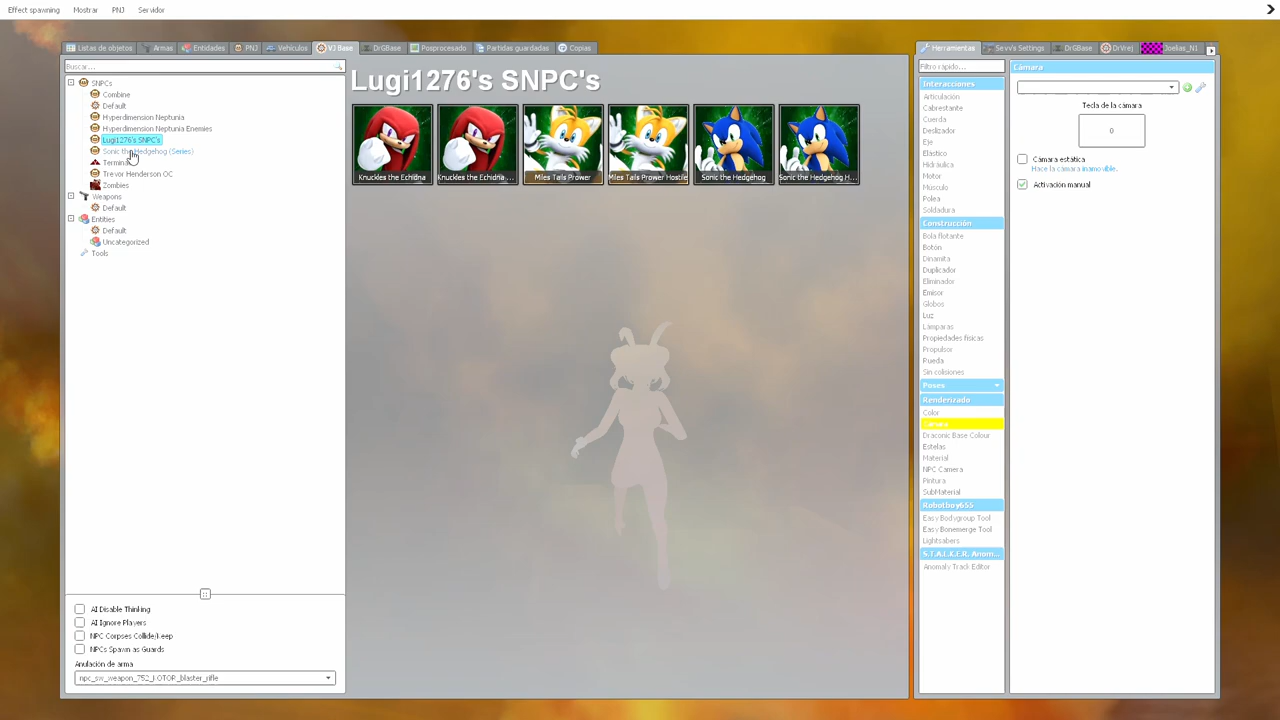 Effect spawning Mostrar PNJ Servidor
Listas de objetos Armas Entidades PNJ Vehículos VJ Base DrGBase Posprocesado Partidas guardadas Copias
Buscar...
SNPCs
Combine
Default
Hyperdimension Neptunia
Hyperdimension Neptunia Enemies
Lugi1276's SNPC's
Sonic the Hedgehog (Series)
Trevor Henderson OC
Zombies
Weapons
Default
Entities
Default
Uncategorized
Tools
AI Disable Thinking
AI Ignore Players
NPC Corpses Collide/Keep
NPCs Spawn as Guards
Anulación de arma
npc_sw_weapon_752_KOTOR_blaster_rifle
Lugi1276's SNPC's
Knuckles the Echidna
Knuckles the Echidna ...
Miles Tails Prower
Miles Tails Prower Hostile
Sonic the Hedgehog
Sonic the Hedgehog H...
Herramientas Sevv's Settings DrGBase DrVrej Joelias_N1
Filtro rápido...
Interacciones
Articulación
Cabrestante
Cuerda
Deslizador
Eje
Elástico
Hidráulica
Motor
Músculo
Polea
Soldadura
Construcción
Bola flotante
Botón
Dinamita
Duplicador
Eliminador
Emisor
Globos
Luz
Lámparas
Propiedades físicas
Propulsor
Rueda
Sin colisiones
Poses
Renderizado
Color
Cámara
Draconic Base Colour
Estelas
Material
NPC Camera
Pintura
SubMaterial
Robotboy655
Easy Bodygroup Tool
Easy Bonemerge Tool
Lightsabers
S.T.A.L.K.E.R. Anom...
Anomaly Track Editor
Cámara
Tecla de la cámara
0
Cámara estática
Hace la cámara inamovible.
Activación manual